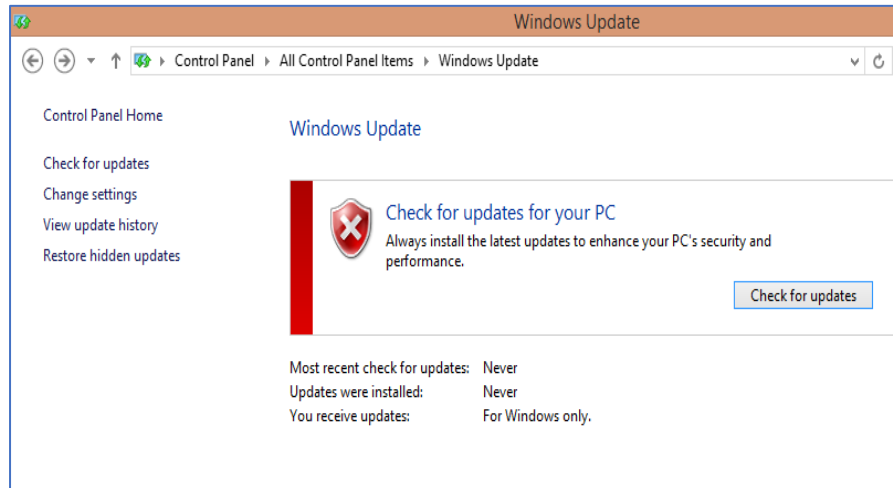 Windows Update
Control Panel All Control Panel Items Windows Update
Control Panel Home
Check for updates
Change settings
View update history
Restore hidden updates
Windows Update
Check for updates for your PC
Always install the latest updates to enhance your PC's security and
performance.
Check for updates
Most recent check for updates: Never
Updates were installed: Never
You receive updates: For Windows only.